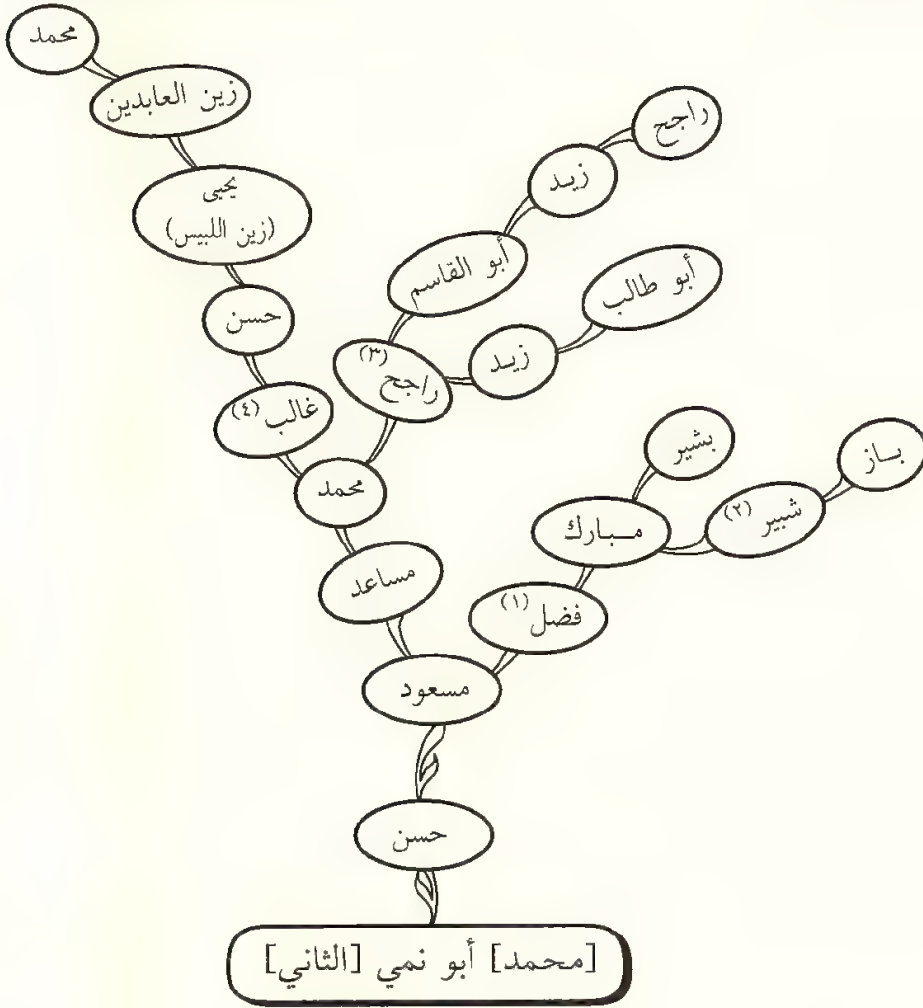 محمد
زين العابدين
راجح
يحيى
(زين اللبيس)
زيد
أبو القاسم
أبو طالب
حسن
راجح (٣)
زيد
غالب (٤)
بشير
باز
محمد
شبير (٢)
مبارك
مساعد
فضل (١)
مسعود
حسن
[محمد] أبو نمي [الثاني]